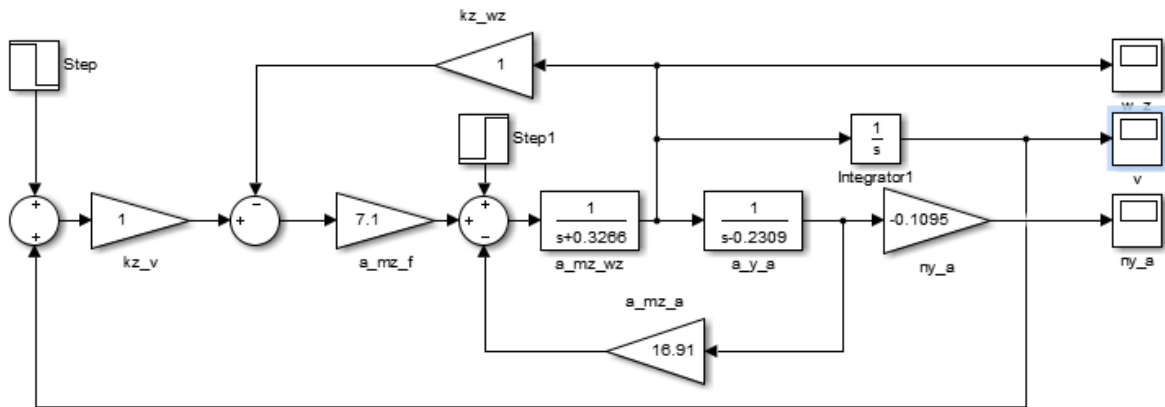 kz_wz
1
Step
Step1
w_z
1
s
Integrator1
v
+
+
1
kz_v
−
+
7.1
a_mz_f
+
+
−
1
s+0.3266
a_mz_wz
1
s-0.2309
a_y_a
-0.1095
ny_a
ny_a
a_mz_a
16.91